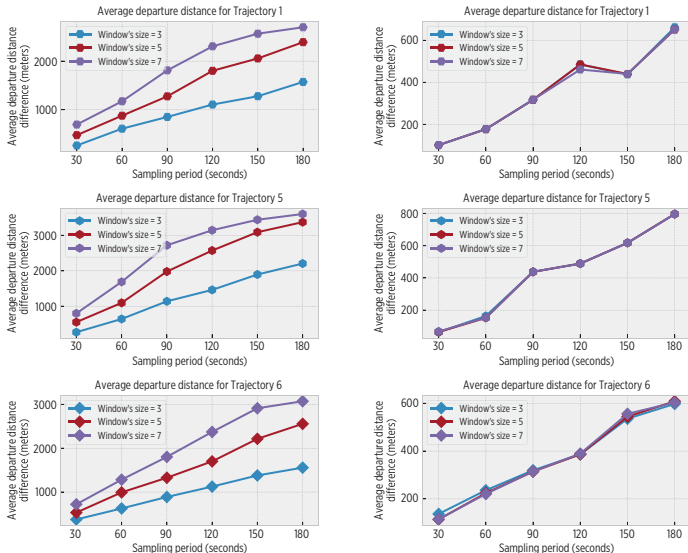 Average departure distance for Trajectory 1
Average departure distance
difference (meters)
2000
1000
Window's size = 3
Window's size = 5
Window's size = 7
30 60 90 120 150 180
Sampling period (seconds)
Average departure distance for Trajectory 1
Average departure distance
difference (meters)
600
400
200
Window's size = 3
Window's size = 5
Window's size = 7
30 60 90 120 150 180
Sampling period (seconds)
Average departure distance for Trajectory 5
Average departure distance
difference (meters)
3000
2000
1000
Window's size = 3
Window's size = 5
Window's size = 7
30 60 90 120 150 180
Sampling period (seconds)
Average departure distance for Trajectory 5
Average departure distance
difference (meters)
800
600
400
200
Window's size = 3
Window's size = 5
Window's size = 7
30 60 90 120 150 180
Sampling period (seconds)
Average departure distance for Trajectory 6
Average departure distance
difference (meters)
3000
2000
1000
Window's size = 3
Window's size = 5
Window's size = 7
30 60 90 120 150 180
Sampling period (seconds)
Average departure distance for Trajectory 6
Average departure distance
difference (meters)
600
400
200
Window's size = 3
Window's size = 5
Window's size = 7
30 60 90 120 150 180
Sampling period (seconds)